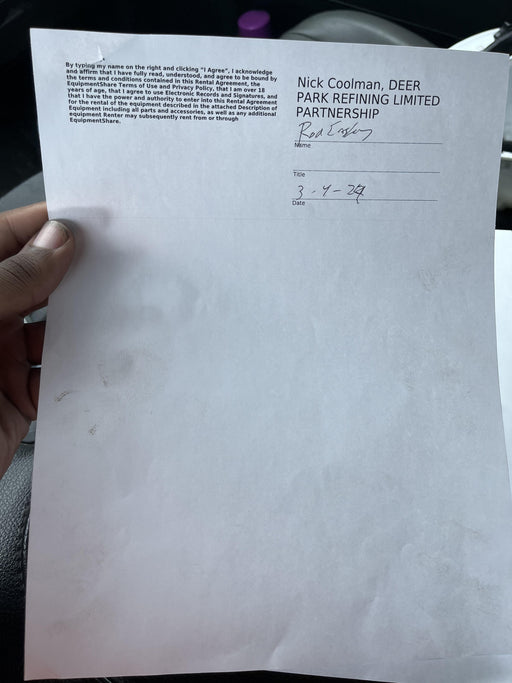 By typing my name on the right and clicking "I Agree", I acknowledge
and affirm that I have fully read, understood, and agree to be bound by
the terms and conditions contained in this Rental Agreement, the
EquipmentShare Terms of Use and Privacy Policy, that I am over 18
years of age, that I agree to use Electronic Records and Signatures, and
that I have the power and authority to enter into this Rental Agreement
for the rental of the equipment described in the attached Description of
Equipment including all parts and accessories, as well as any additional
equipment Renter may subsequently rent from or through
EquipmentShare.
Nick Coolman, DEER
PARK REFINING LIMITED
PARTNERSHIP
Rod
Name
Title
3-4-24
Date